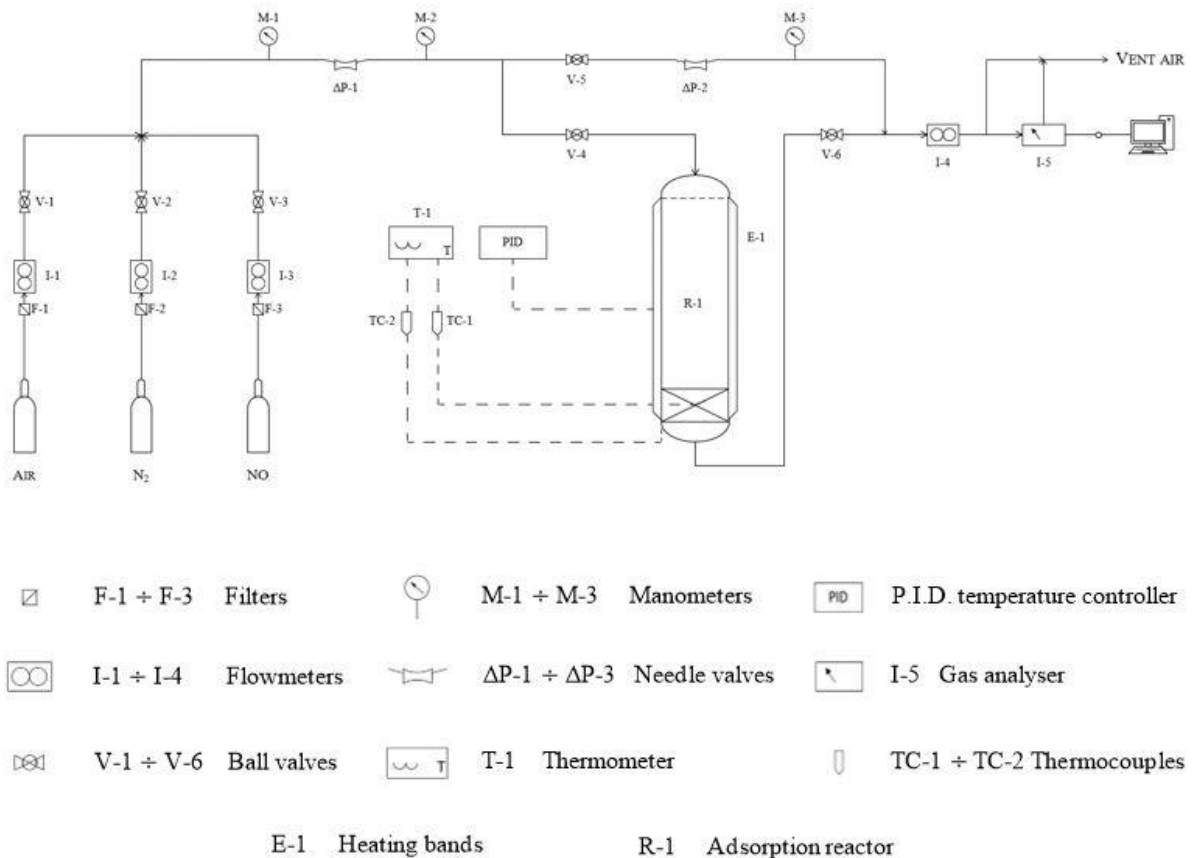 M-1 M-2 M-3
VENT AIR
V-5
ΔP-1 ΔP-2
V-4 V-6 I-4 I-5
V-1 V-2 V-3
T-1
T PID E-1
I-1 I-2 I-3
F-1 F-2 F-3 R-1
TC-2 TC-1
AIR N₂ NO
F-1 ÷ F-3 Filters M-1 ÷ M-3 Manometers PID P.I.D. temperature controller
I-1 ÷ I-4 Flowmeters ΔP-1 ÷ ΔP-3 Needle valves I-5 Gas analyser
V-1 ÷ V-6 Ball valves T T-1 Thermometer TC-1 ÷ TC-2 Thermocouples
E-1 Heating bands R-1 Adsorption reactor